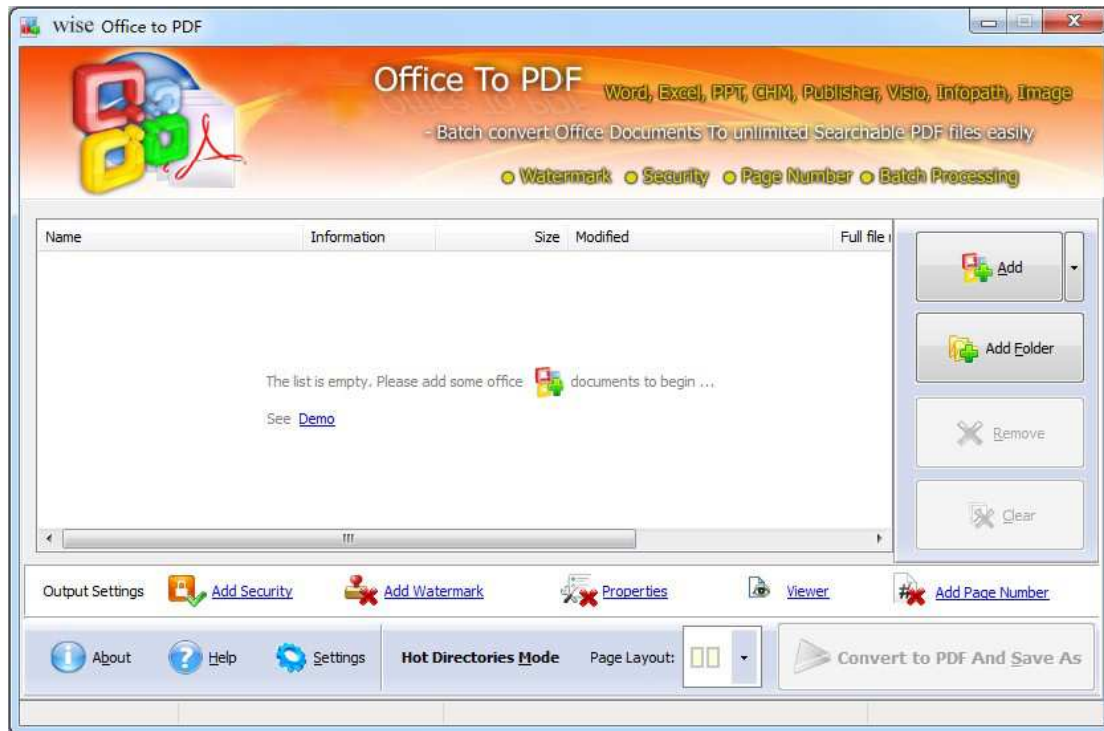 wise Office to PDF
Office To PDF
Word, Excel, PPT, CHM, Publisher, Visio, Infopath, Image
- Batch convert Office Documents To unlimited Searchable PDF files easily
Watermark Security Page Number Batch Processing
Name Information Size Modified Full file
Add
Add Folder
The list is empty. Please add some office documents to begin ...
See Demo
Remove
Clear
Output Settings Add Security Add Watermark Properties Viewer Add Page Number
About Help Settings Hot Directories Mode Page Layout: Convert to PDF And Save As